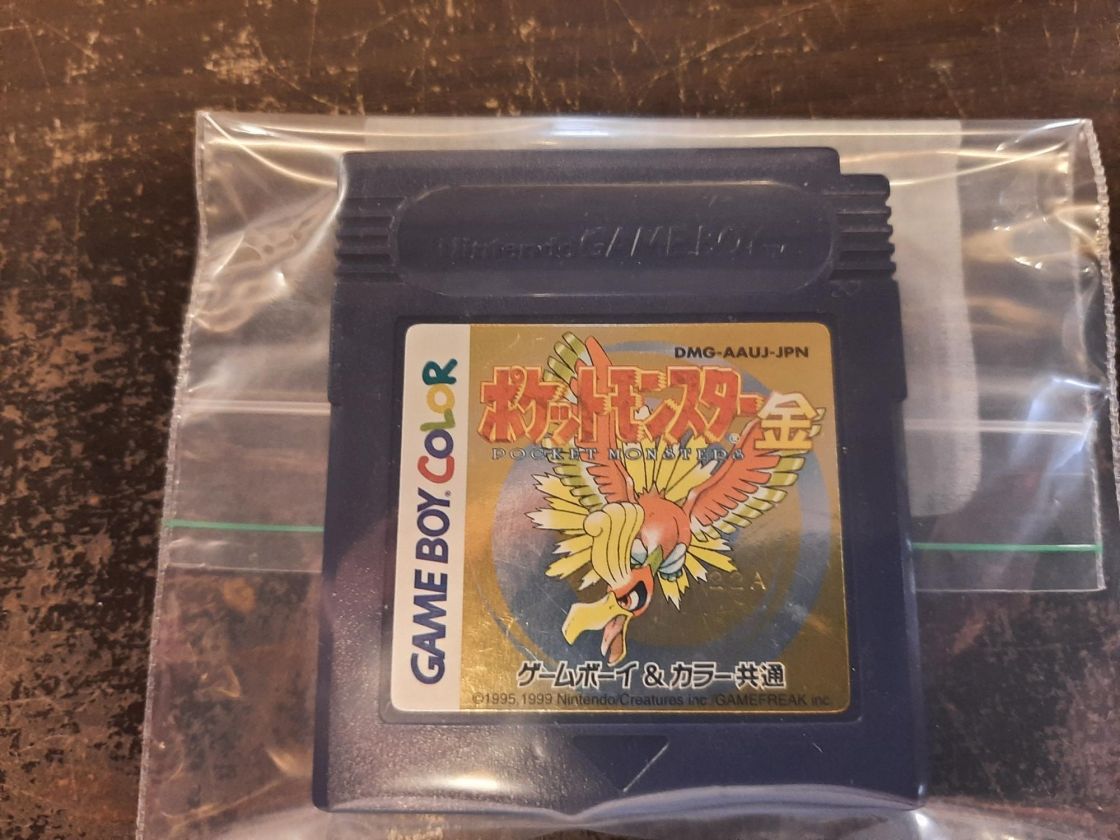 Nintendo GAME BOY™
GAME BOY COLOR
DMG-AAUJ-JPN
ポケットモンスター金
POCKET MONSTERS
22A
ゲームボーイ&カラー共通
©1995,1999 Nintendo/Creatures inc./GAMEFREAK inc.